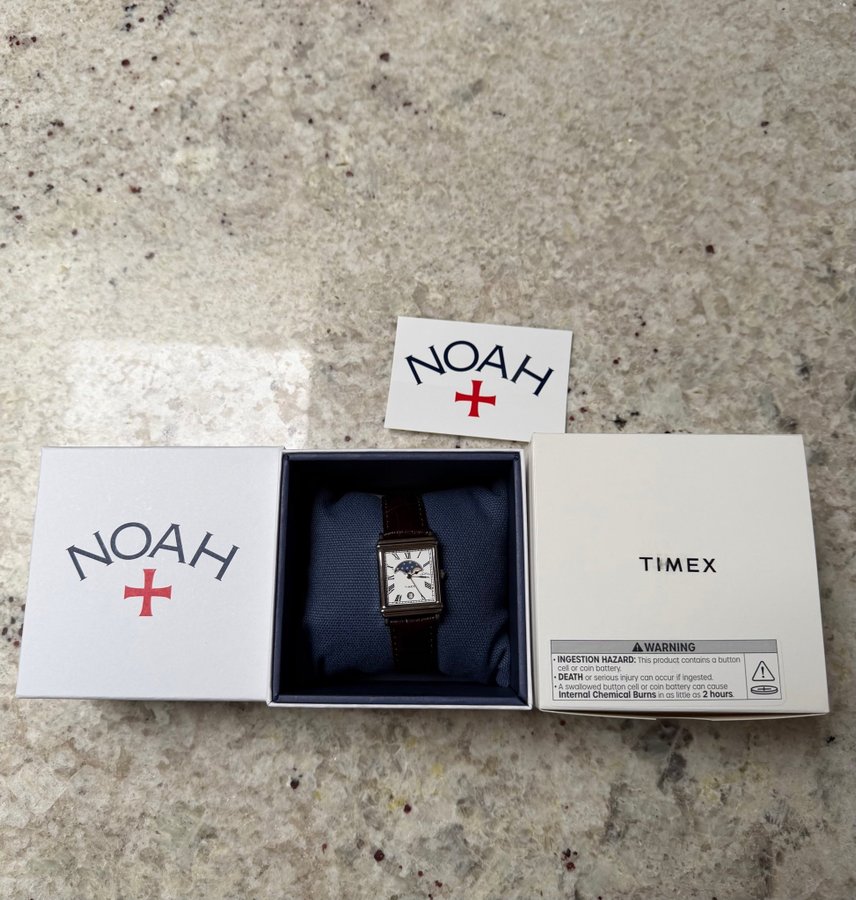 NOAH
NOAH
TIMEX
TIMEX
WARNING
• INGESTION HAZARD: This product contains a button
cell or coin battery.
• DEATH or serious injury can occur if ingested.
• A swallowed button cell or coin battery can cause
Internal Chemical Burns in as little as 2 hours.